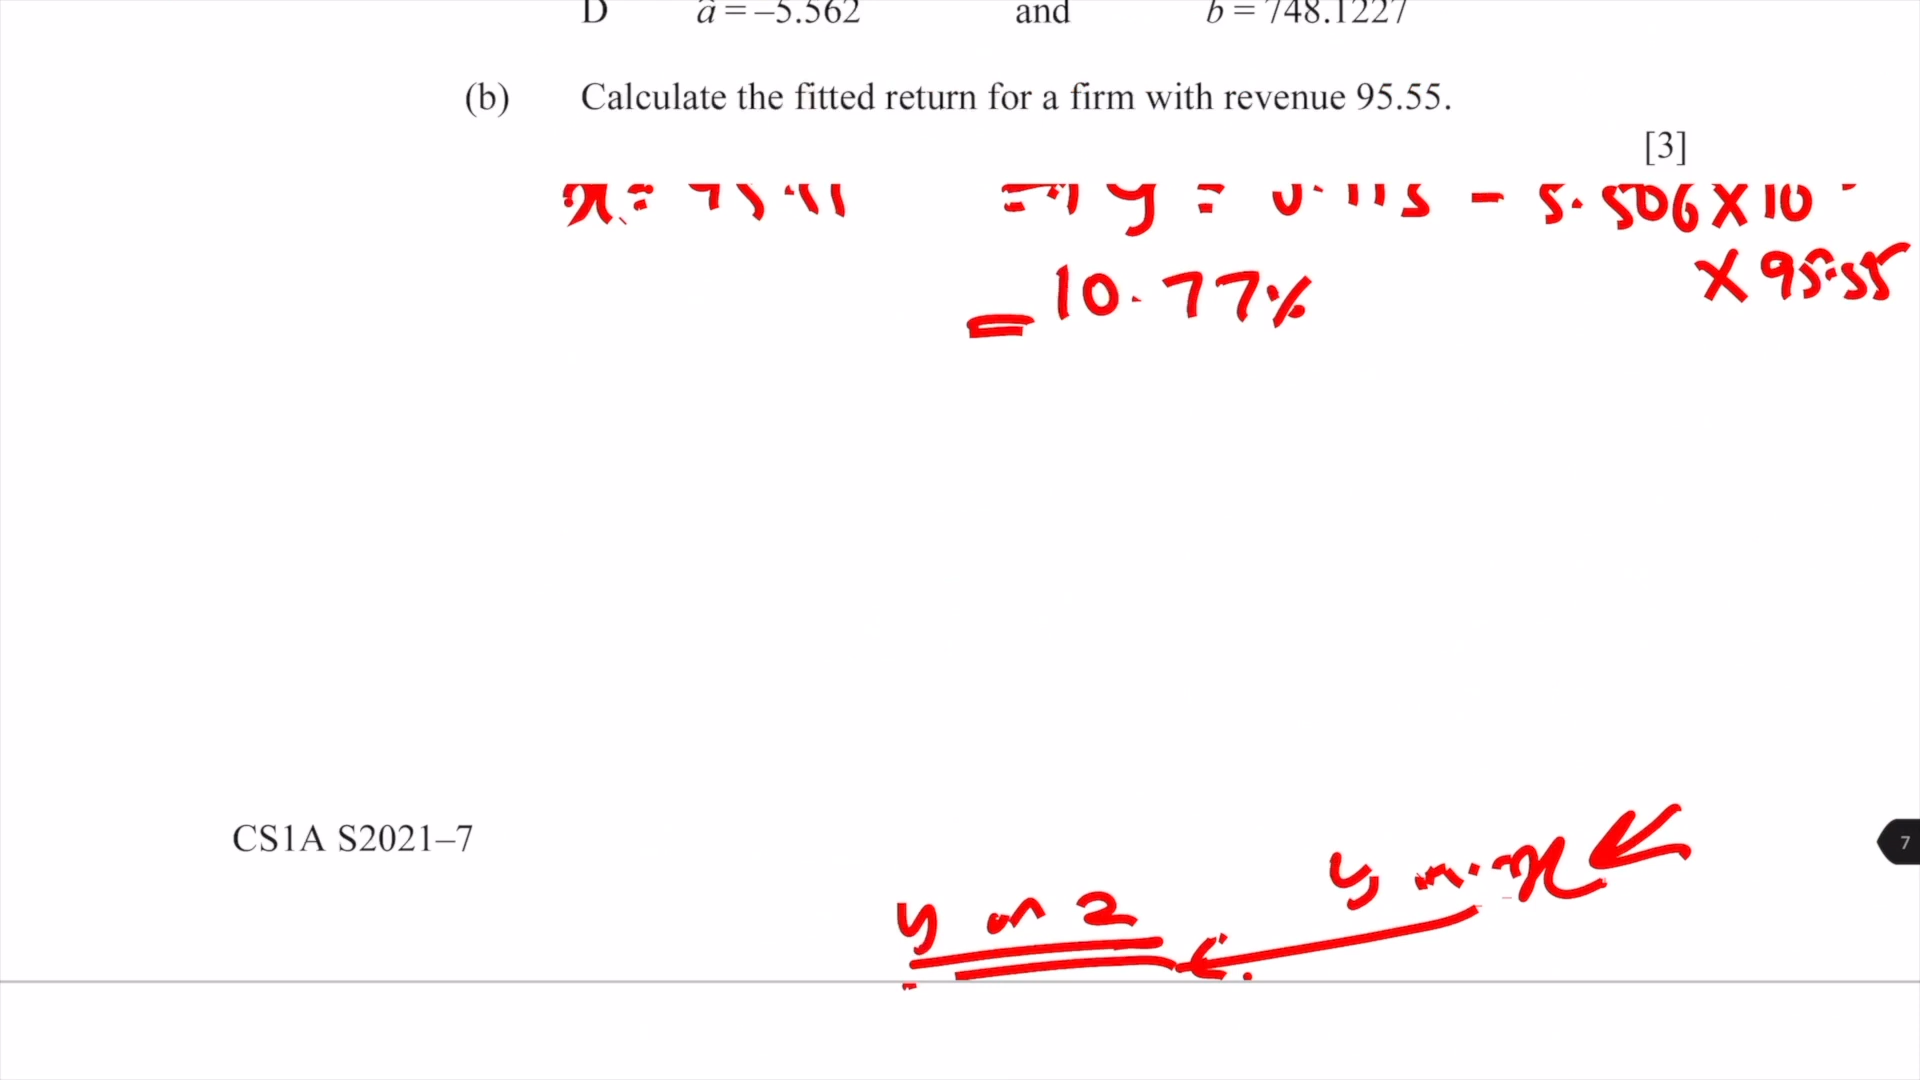 D â = –5.562 and b̂ = 748.1227
(b) Calculate the fitted return for a firm with revenue 95.55.
[3]
y = 0.113 - 5.506 X 10
X 95.55
= 10.77%
CS1A S2021–7
7
y on x
y on z